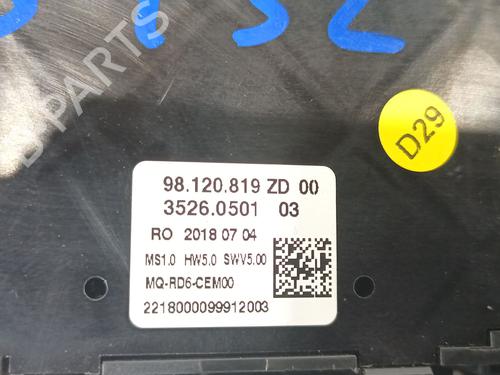 D29
98.120.819 ZD 00
3526.0501 03
RO 2018 07 04
MS1.0 HW5.0 SWV5.00
MQ-RD6-CEM00
2218000099912003
B-PARTS